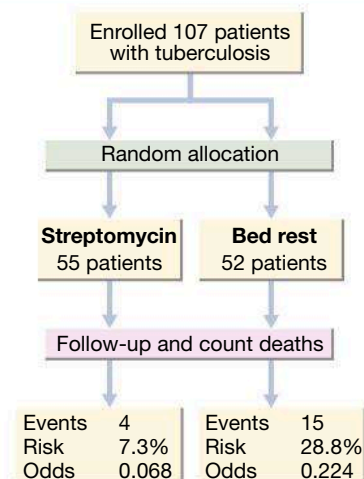 Enrolled 107 patients
with tuberculosis
Random allocation
Streptomycin
55 patients
Bed rest
52 patients
Follow-up and count deaths
Events 4
Risk 7.3%
Odds 0.068
Events 15
Risk 28.8%
Odds 0.224